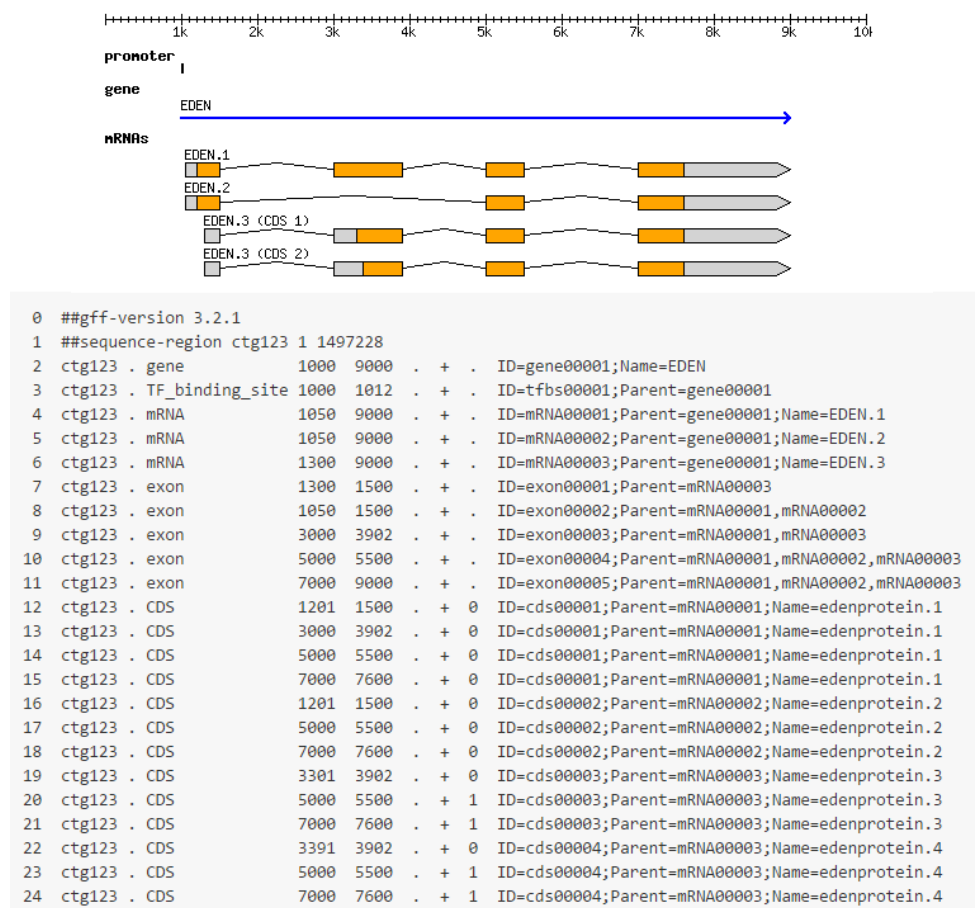 1k 2k 3k 4k 5k 6k 7k 8k 9k 10k
promoter
gene
EDEN
mRNAs
EDEN.1
EDEN.2
EDEN.3 (CDS 1)
EDEN.3 (CDS 2)
0 ##gff-version 3.2.1
1 ##sequence-region ctg123 1 1497228
2 ctg123 . gene 1000 9000 . + . ID=gene00001;Name=EDEN
3 ctg123 . TF_binding_site 1000 1012 . + . ID=tfbs00001;Parent=gene00001
4 ctg123 . mRNA 1050 9000 . + . ID=mRNA00001;Parent=gene00001;Name=EDEN.1
5 ctg123 . mRNA 1050 9000 . + . ID=mRNA00002;Parent=gene00001;Name=EDEN.2
6 ctg123 . mRNA 1300 9000 . + . ID=mRNA00003;Parent=gene00001;Name=EDEN.3
7 ctg123 . exon 1300 1500 . + . ID=exon00001;Parent=mRNA00003
8 ctg123 . exon 1050 1500 . + . ID=exon00002;Parent=mRNA00001,mRNA00002
9 ctg123 . exon 3000 3902 . + . ID=exon00003;Parent=mRNA00001,mRNA00003
10 ctg123 . exon 5000 5500 . + . ID=exon00004;Parent=mRNA00001,mRNA00002,mRNA00003
11 ctg123 . exon 7000 9000 . + . ID=exon00005;Parent=mRNA00001,mRNA00002,mRNA00003
12 ctg123 . CDS 1201 1500 . + 0 ID=cds00001;Parent=mRNA00001;Name=edenprotein.1
13 ctg123 . CDS 3000 3902 . + 0 ID=cds00001;Parent=mRNA00001;Name=edenprotein.1
14 ctg123 . CDS 5000 5500 . + 0 ID=cds00001;Parent=mRNA00001;Name=edenprotein.1
15 ctg123 . CDS 7000 7600 . + 0 ID=cds00001;Parent=mRNA00001;Name=edenprotein.1
16 ctg123 . CDS 1201 1500 . + 0 ID=cds00002;Parent=mRNA00002;Name=edenprotein.2
17 ctg123 . CDS 5000 5500 . + 0 ID=cds00002;Parent=mRNA00002;Name=edenprotein.2
18 ctg123 . CDS 7000 7600 . + 0 ID=cds00002;Parent=mRNA00002;Name=edenprotein.2
19 ctg123 . CDS 3301 3902 . + 0 ID=cds00003;Parent=mRNA00003;Name=edenprotein.3
20 ctg123 . CDS 5000 5500 . + 1 ID=cds00003;Parent=mRNA00003;Name=edenprotein.3
21 ctg123 . CDS 7000 7600 . + 1 ID=cds00003;Parent=mRNA00003;Name=edenprotein.3
22 ctg123 . CDS 3391 3902 . + 0 ID=cds00004;Parent=mRNA00003;Name=edenprotein.4
23 ctg123 . CDS 5000 5500 . + 1 ID=cds00004;Parent=mRNA00003;Name=edenprotein.4
24 ctg123 . CDS 7000 7600 . + 1 ID=cds00004;Parent=mRNA00003;Name=edenprotein.4